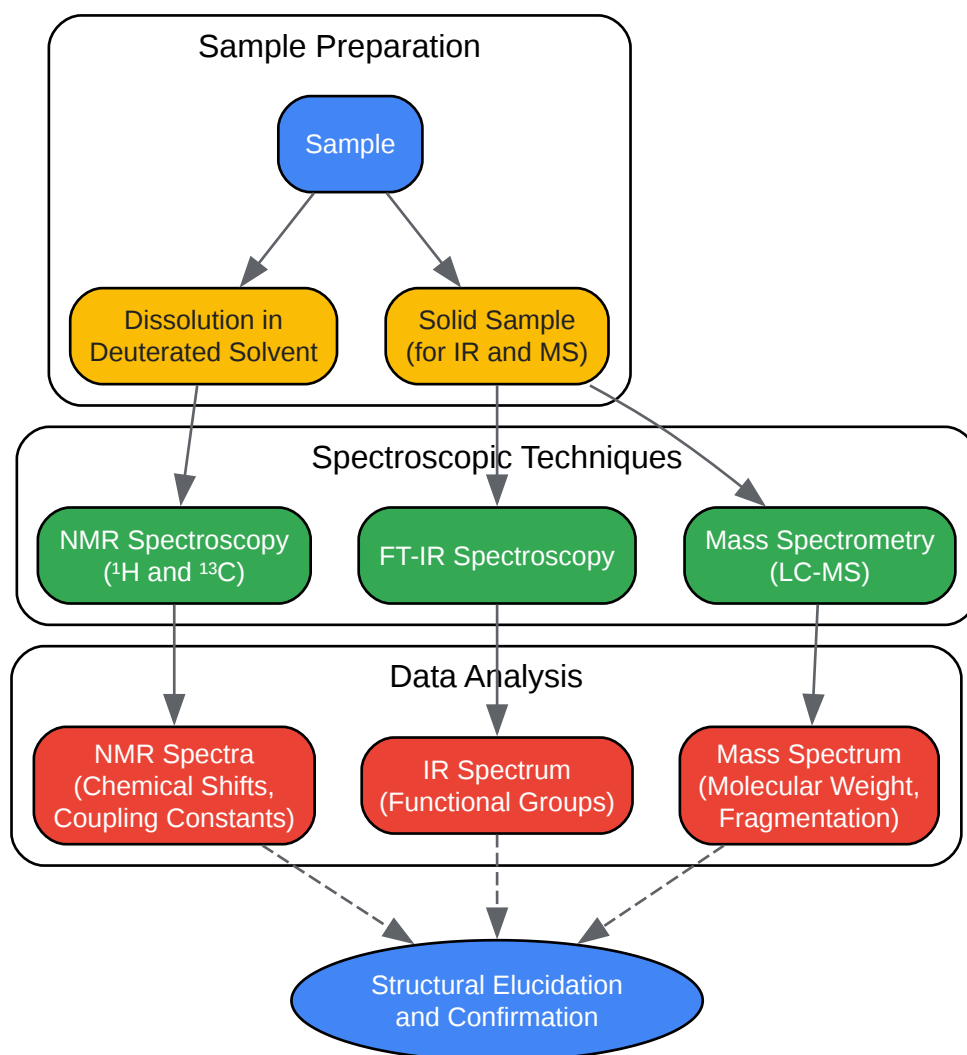 Sample Preparation
Sample
Dissolution in
Deuterated Solvent
Solid Sample
(for IR and MS)
Spectroscopic Techniques
NMR Spectroscopy
(¹H and ¹³C)
FT-IR Spectroscopy
Mass Spectrometry
(LC-MS)
Data Analysis
NMR Spectra
(Chemical Shifts,
Coupling Constants)
IR Spectrum
(Functional Groups)
Mass Spectrum
(Molecular Weight,
Fragmentation)
Structural Elucidation
and Confirmation